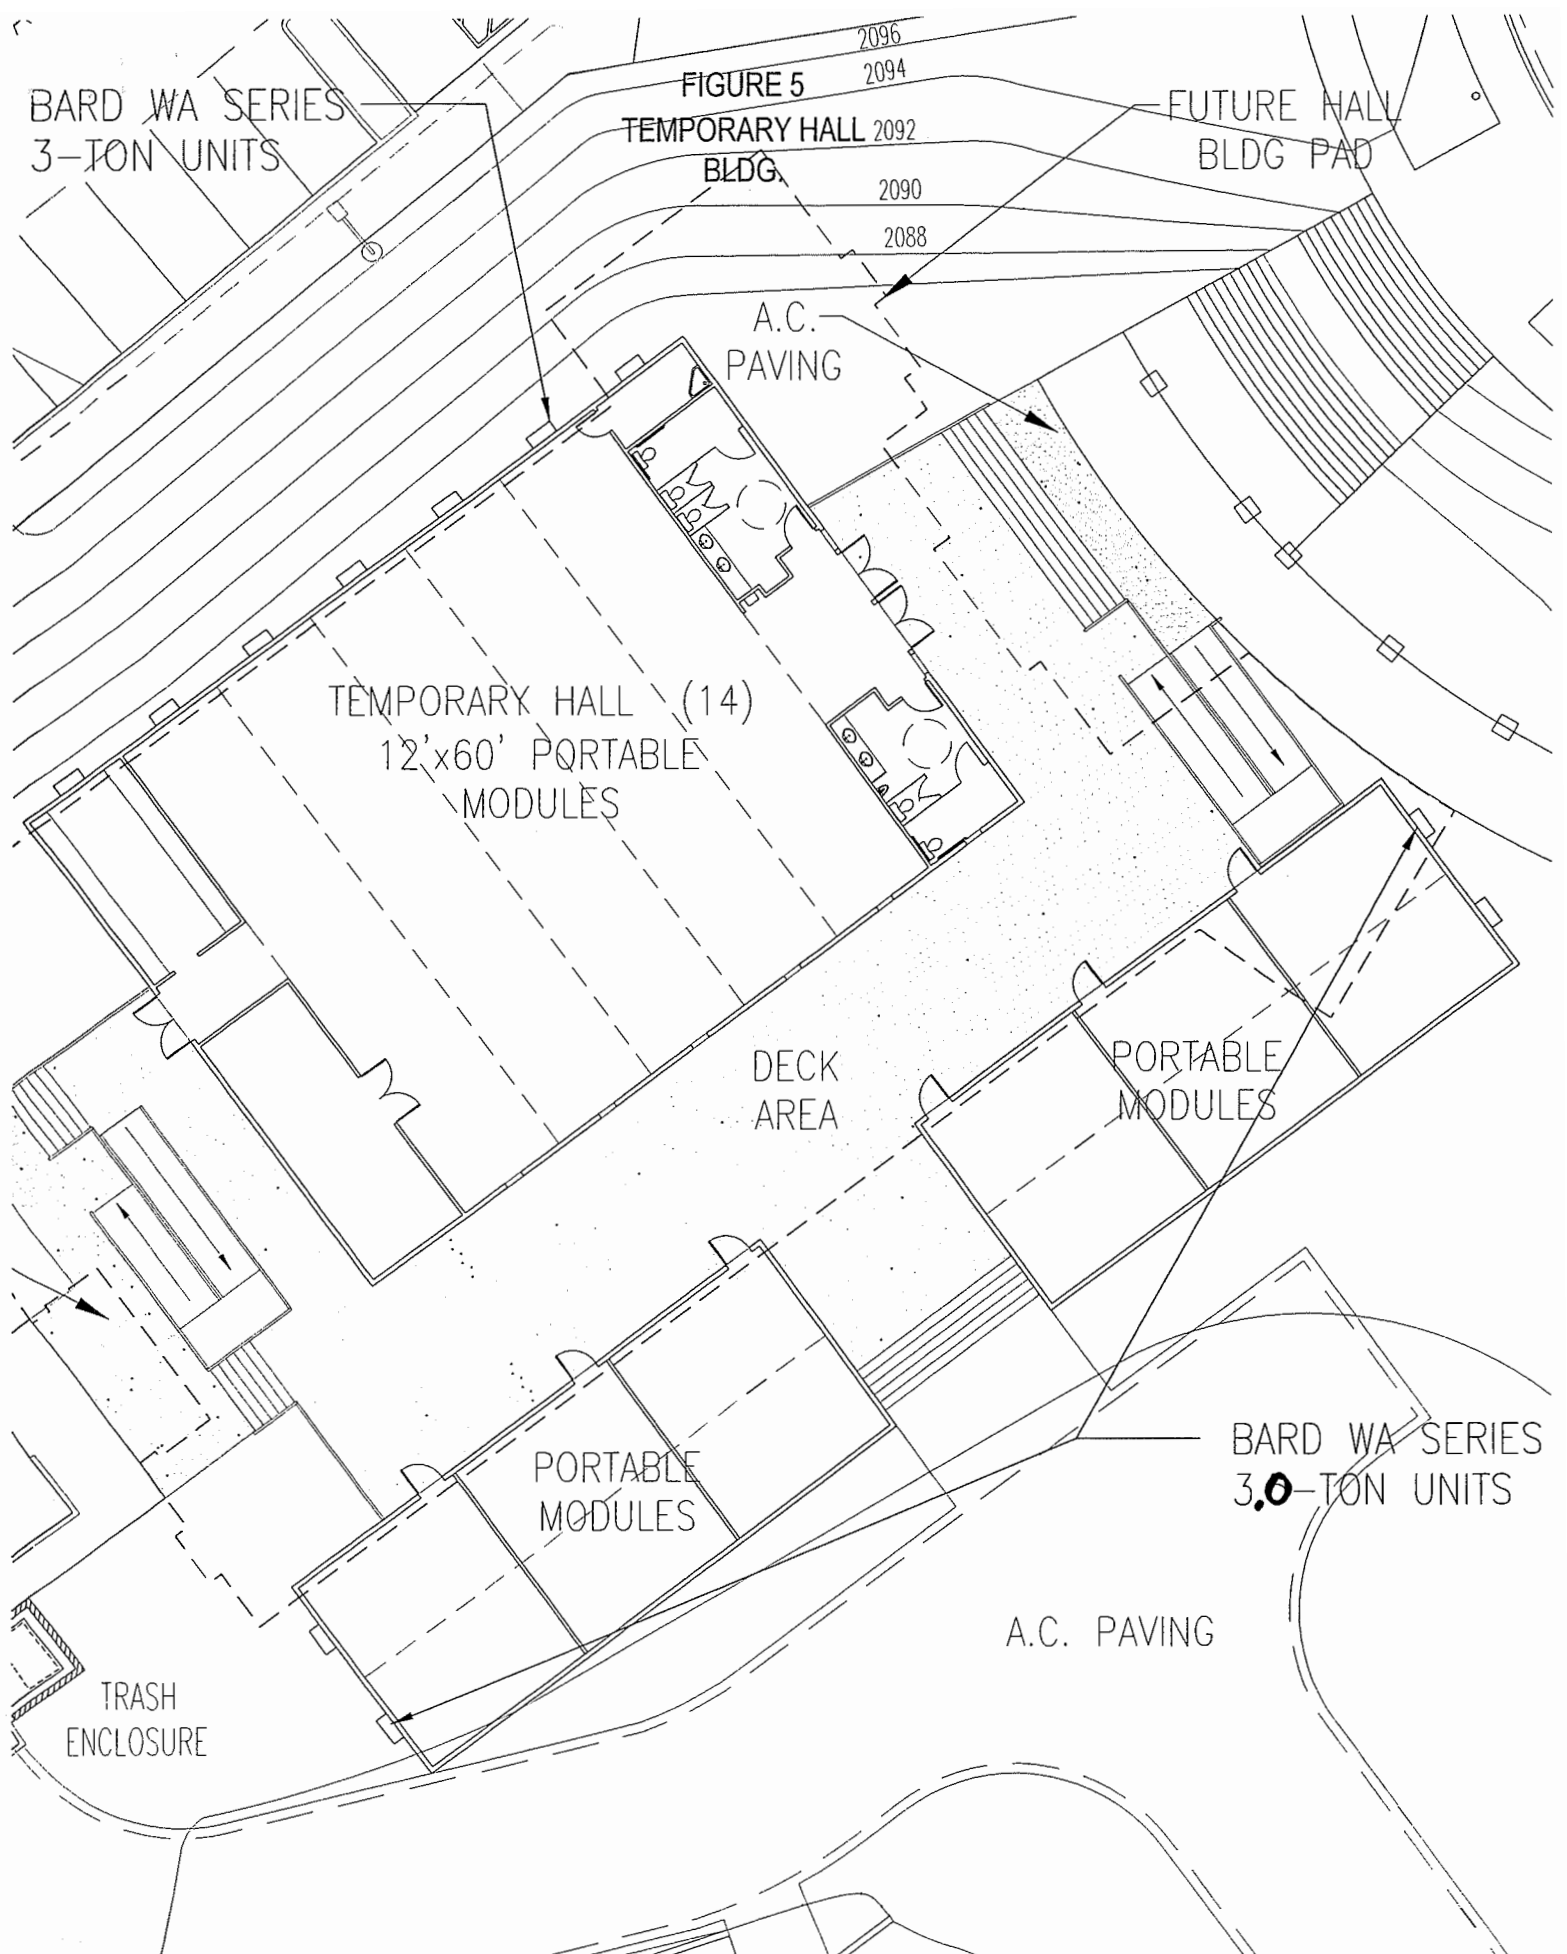 2096
FIGURE 5
2094
BARD WA SERIES
3-TON UNITS
TEMPORARY HALL
2092
BLDG.
FUTURE HALL
BLDG PAD
2090
2088
A.C.
PAVING
TEMPORARY HALL (14)
12'x60' PORTABLE
MODULES
DECK
AREA
PORTABLE
MODULES
PORTABLE
MODULES
BARD WA SERIES
3.0-TON UNITS
A.C. PAVING
TRASH
ENCLOSURE